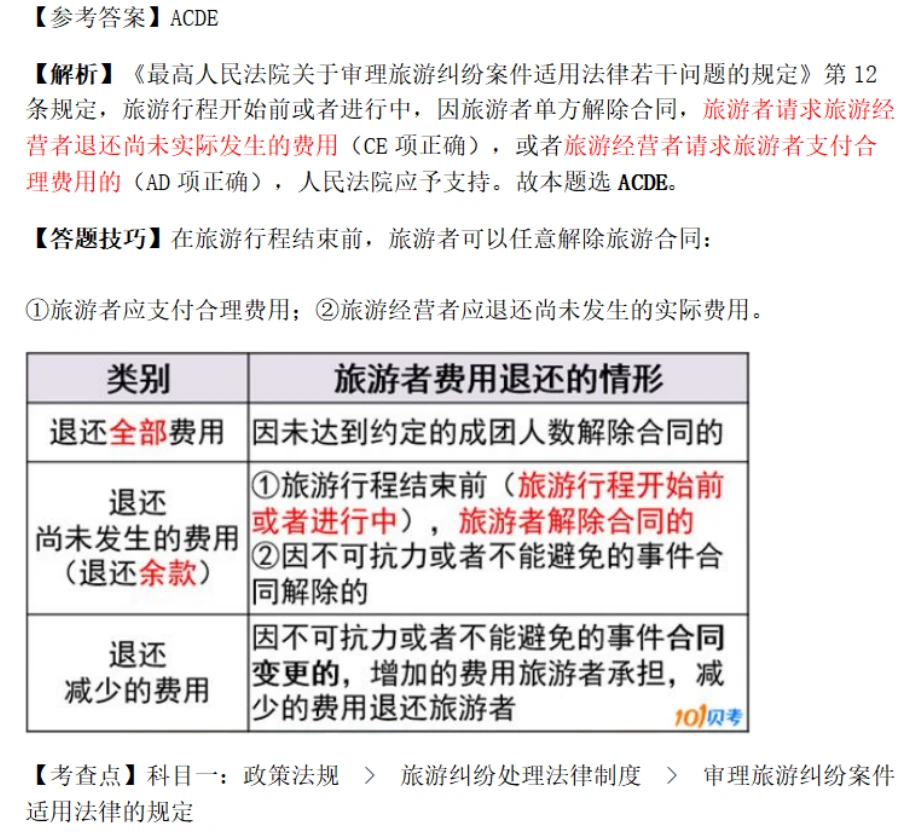 【参考答案】ACDE
【解析】《最高人民法院关于审理旅游纠纷案件适用法律若干问题的规定》第 12
条规定，旅游行程开始前或者进行中，因旅游者单方解除合同，旅游者请求旅游经
营者退还尚未实际发生的费用（CE 项正确），或者旅游经营者请求旅游者支付合
理费用的（AD 项正确），人民法院应予支持。故本题选 ACDE。
【答题技巧】在旅游行程结束前，旅游者可以任意解除旅游合同：
①旅游者应支付合理费用；②旅游经营者应退还尚未发生的实际费用。
类别 旅游者费用退还的情形
退还全部费用 因未达到约定的成团人数解除合同的
退还
尚未发生的费用
（退还余款）
①旅游行程结束前（旅游行程开始前
或者进行中），旅游者解除合同的
②因不可抗力或者不能避免的事件合
同解除的
退还
减少的费用
因不可抗力或者不能避免的事件合同
变更的，增加的费用旅游者承担，减
少的费用退还旅游者
101贝考
【考查点】科目一：政策法规 > 旅游纠纷处理法律制度 > 审理旅游纠纷案件
适用法律的规定